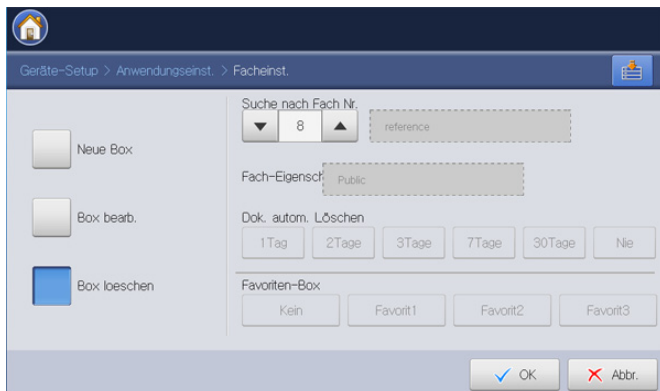 Geräte-Setup > Anwendungseinst. > Facheinst.
Neue Box
Box bearb.
Box loeschen
Suche nach Fach Nr.
8
reference
Fach-Eigensch
Public
Dok. autom. Löschen
1Tag 2Tage 3Tage 7Tage 30Tage Nie
Favoriten-Box
Kein Favorit1 Favorit2 Favorit3
OK Abbr.